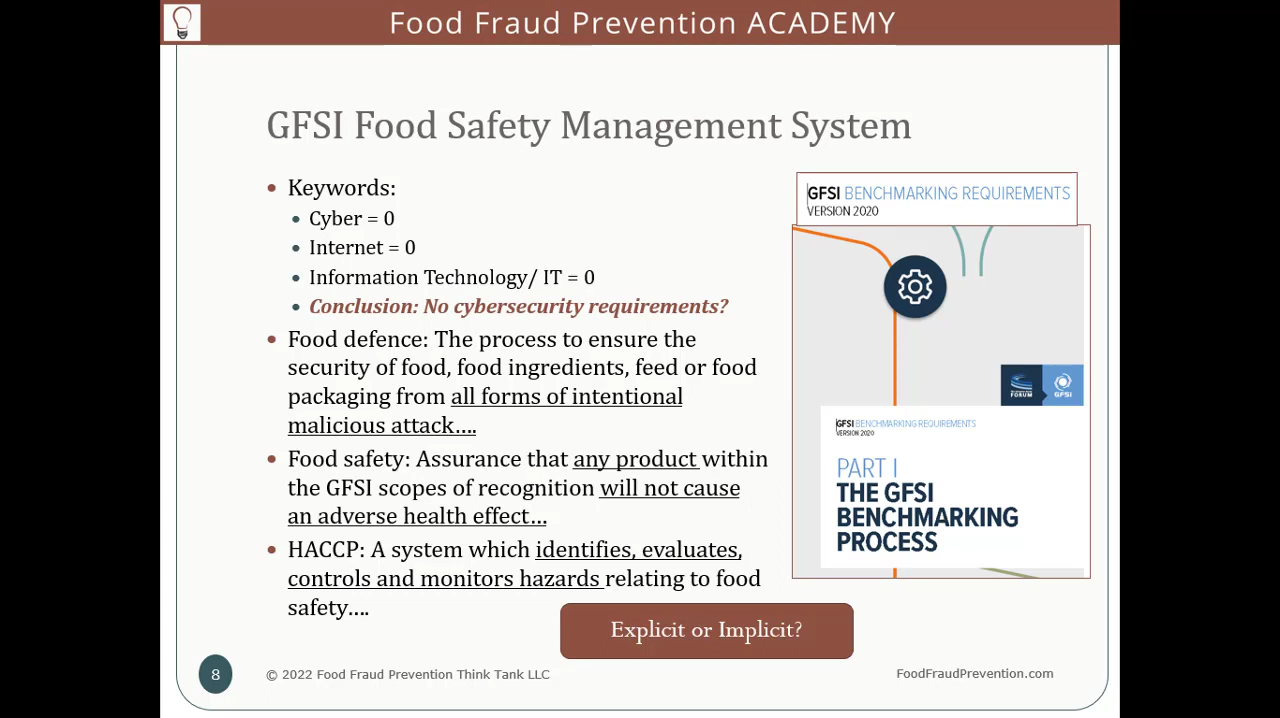 Food Fraud Prevention ACADEMY
GFSI Food Safety Management System
• Keywords:
• Cyber = 0
• Internet = 0
• Information Technology/ IT = 0
• Conclusion: No cybersecurity requirements?
• Food defence: The process to ensure the
security of food, food ingredients, feed or food
packaging from all forms of intentional
malicious attack….
• Food safety: Assurance that any product within
the GFSI scopes of recognition will not cause
an adverse health effect…
• HACCP: A system which identifies, evaluates,
controls and monitors hazards relating to food
safety….
GFSI BENCHMARKING REQUIREMENTS
VERSION 2020
FORUM
GFSI
GFSI BENCHMARKING REQUIREMENTS
VERSION 2020
PART I
THE GFSI
BENCHMARKING
PROCESS
Explicit or Implicit?
8
© 2022 Food Fraud Prevention Think Tank LLC
FoodFraudPrevention.com